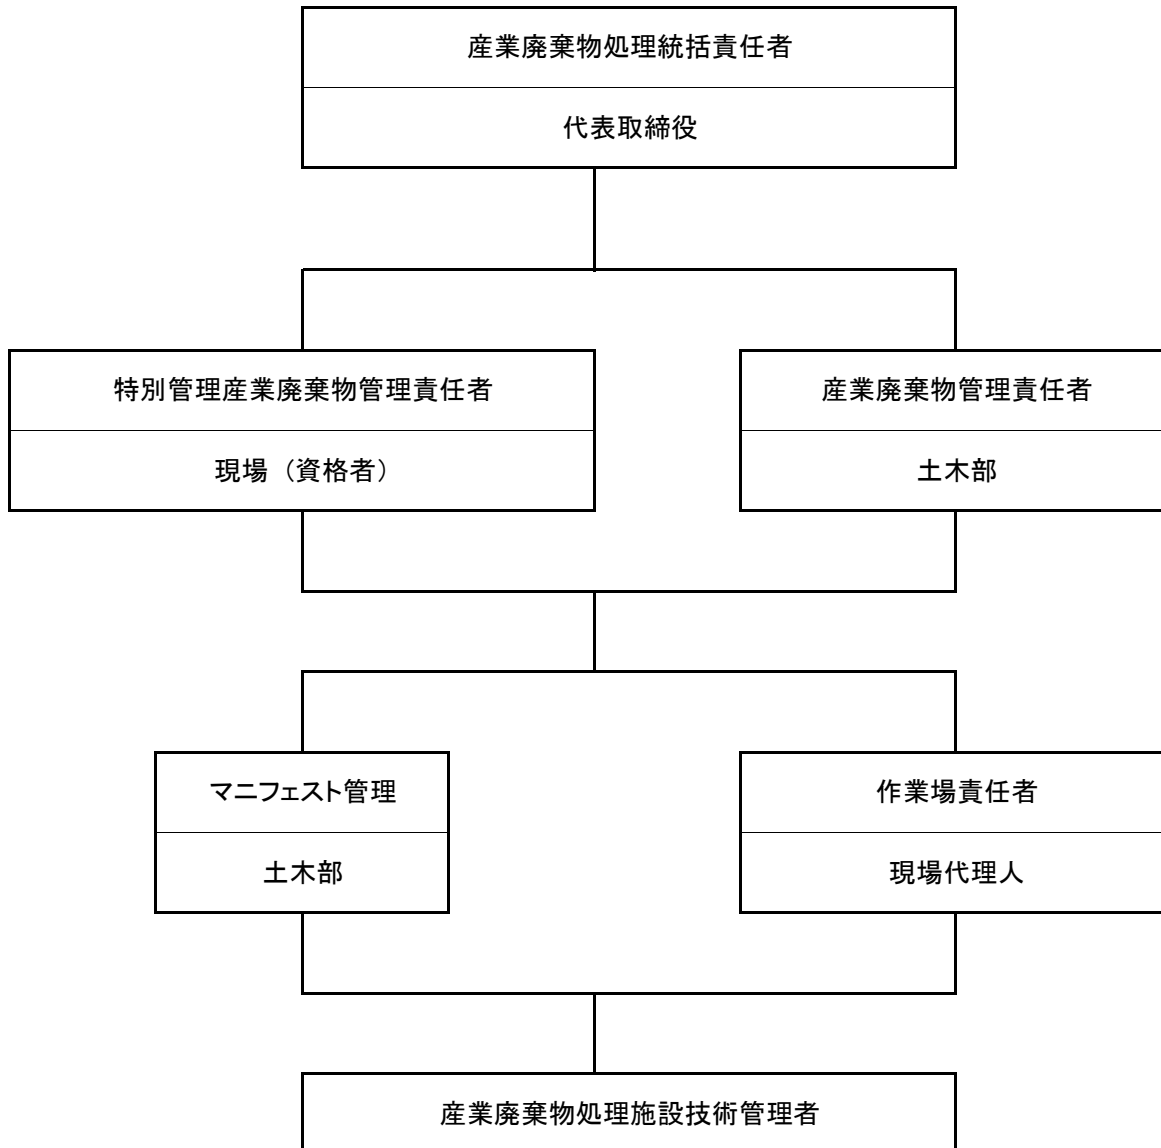 産業廃棄物処理統括責任者
代表取締役
特別管理産業廃棄物管理責任者
現場（資格者）
産業廃棄物管理責任者
土木部
マニフェスト管理
土木部
作業場責任者
現場代理人
産業廃棄物処理施設技術管理者